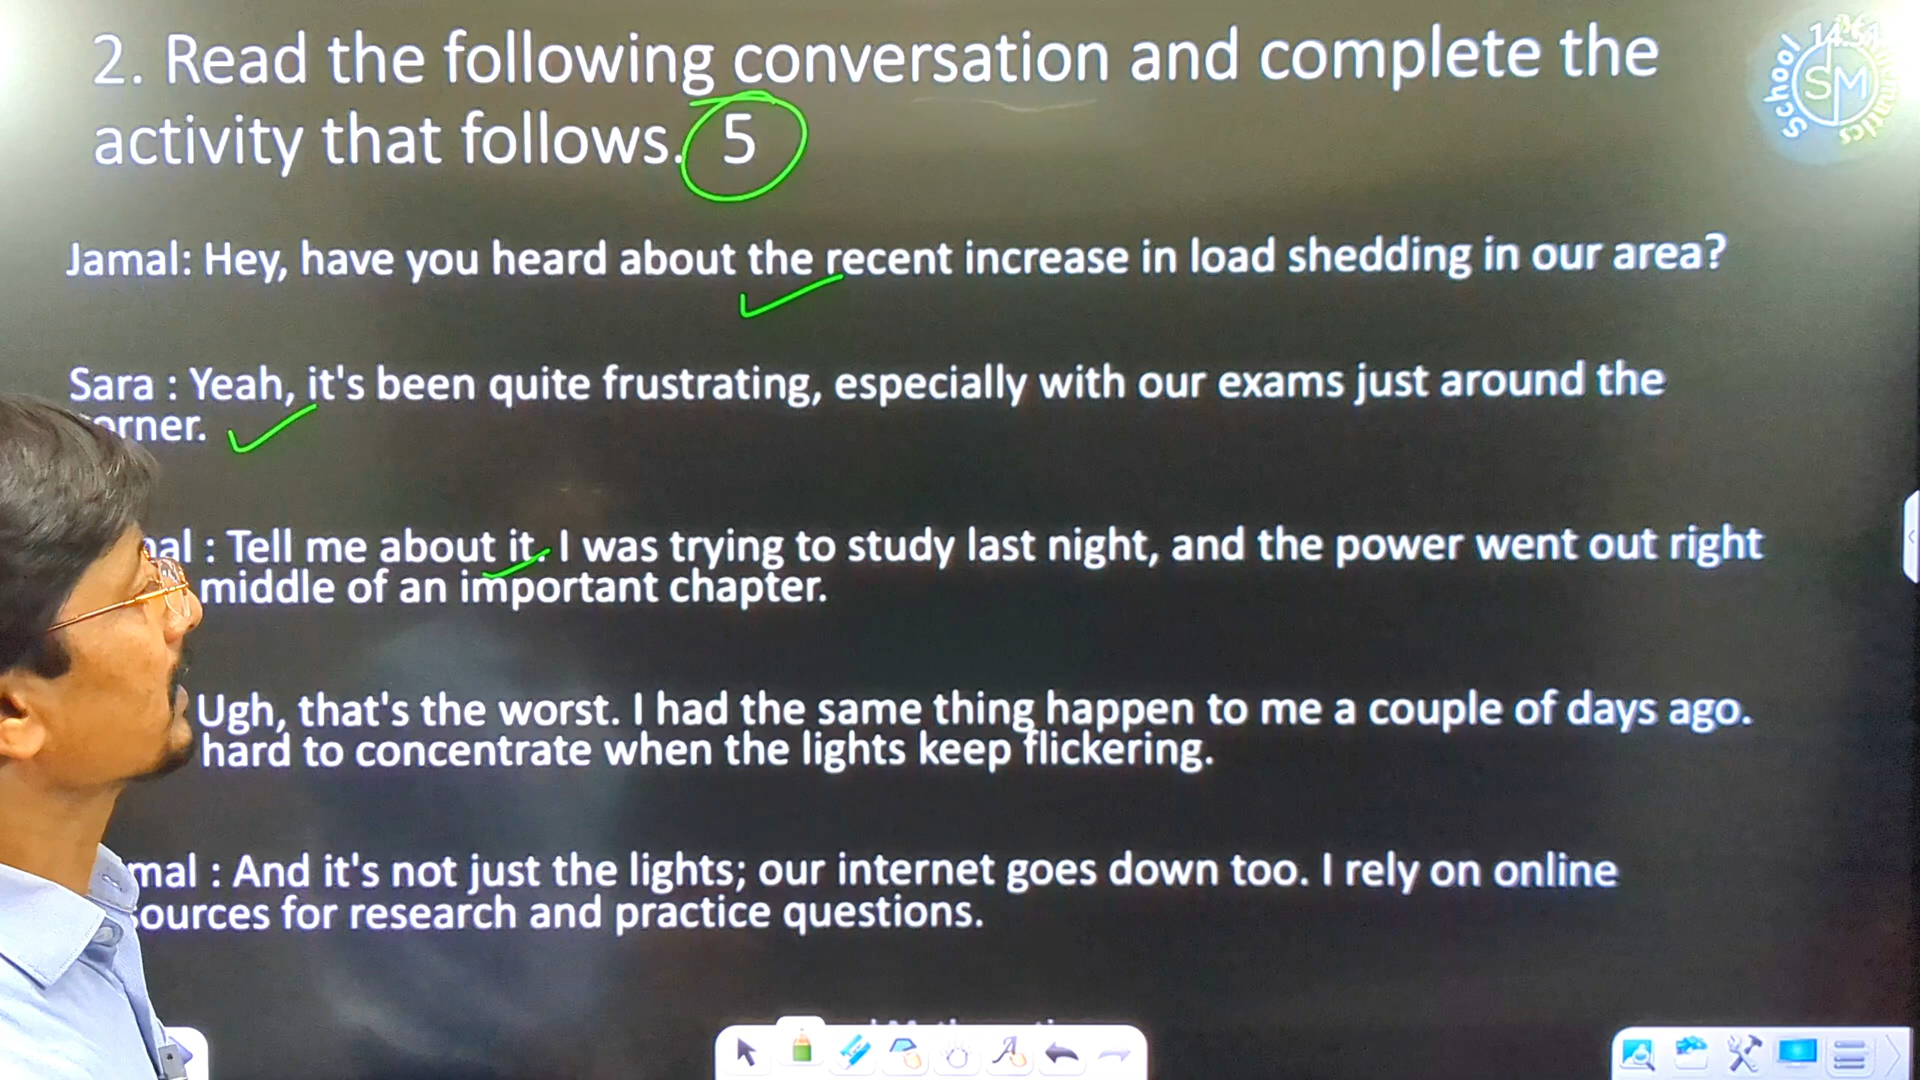 2. Read the following conversation and complete the
activity that follows. 5
Jamal: Hey, have you heard about the recent increase in load shedding in our area?
Sara : Yeah, it's been quite frustrating, especially with our exams just around the
orner.
al : Tell me about it. I was trying to study last night, and the power went out right
middle of an important chapter.
Ugh, that's the worst. I had the same thing happen to me a couple of days ago.
hard to concentrate when the lights keep flickering.
mal : And it's not just the lights; our internet goes down too. I rely on online
ources for research and practice questions.
School
SM